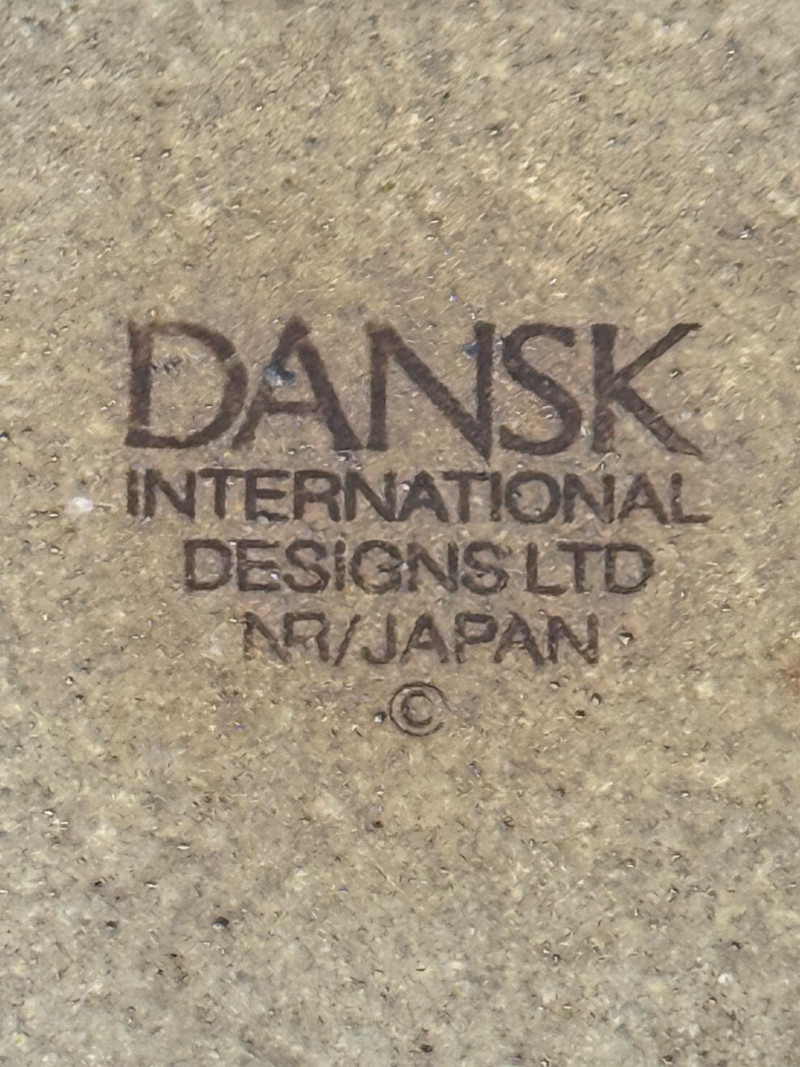 DANSK
INTERNATIONAL
DESIGNS LTD
NR/JAPAN
©